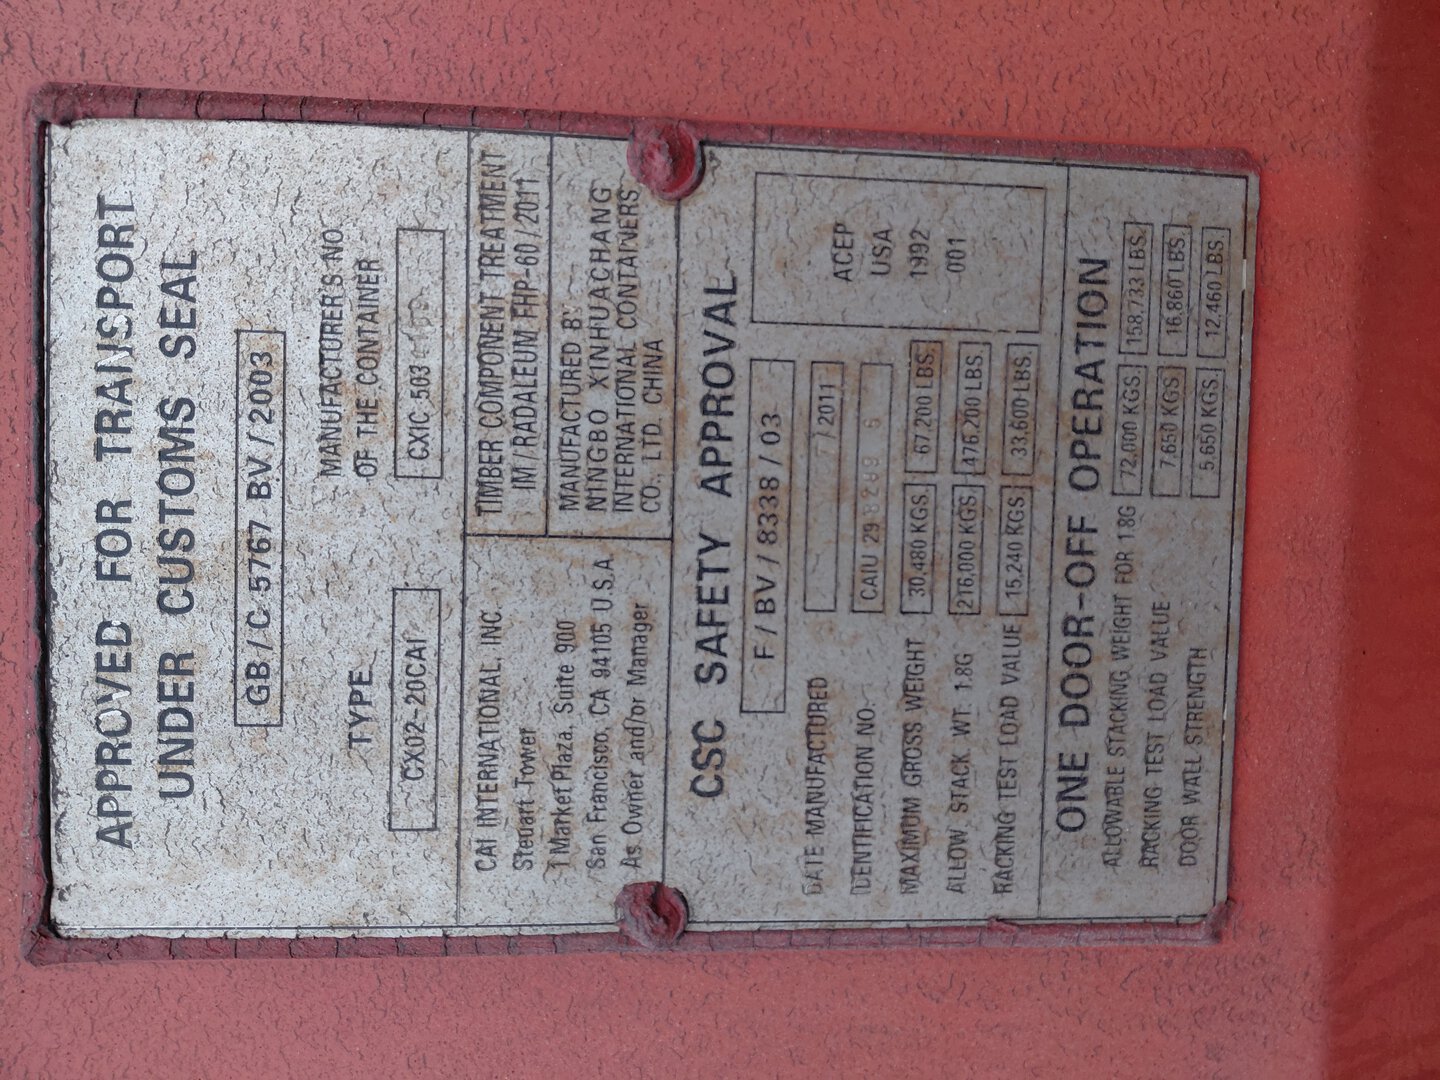 APPROVED FOR TRANSPORT
UNDER CUSTOMS SEAL
GB / C 5767 BV / 2003
TYPE
CX02-20CAI
MANUFACTURER'S NO
OF THE CONTAINER
CXIC 503
CAI INTERNATIONAL, INC.
Steuart Tower
1 Market Plaza, Suite 900
San Francisco, CA 94105 U.S.A
As Owner and/or Manager
TIMBER COMPONENT TREATMENT
IM / RADALEUM FHP-60 / 2011
MANUFACTURED BY:
NINGBO XINHUACHANG
INTERNATIONAL CONTAINERS
CO., LTD. CHINA
CSC SAFETY APPROVAL
F / BV / 8338 / 03
ACEP
USA
1992
001
DATE MANUFACTURED 7 / 2011
IDENTIFICATION NO. CAIU 29
MAXIMUM GROSS WEIGHT 30,480 KGS. 67,200 LBS.
ALLOW. STACK WT. 1.8G 216,000 KGS. 476,200 LBS.
RACKING TEST LOAD VALUE 15,240 KGS. 33,600 LBS.
ONE DOOR-OFF OPERATION
ALLOWABLE STACKING WEIGHT FOR 1.8G 72,000 KGS. 158,733 LBS.
RACKING TEST LOAD VALUE 7,650 KGS. 16,860 LBS.
DOOR WALL STRENGTH 5,650 KGS. 12,460 LBS.